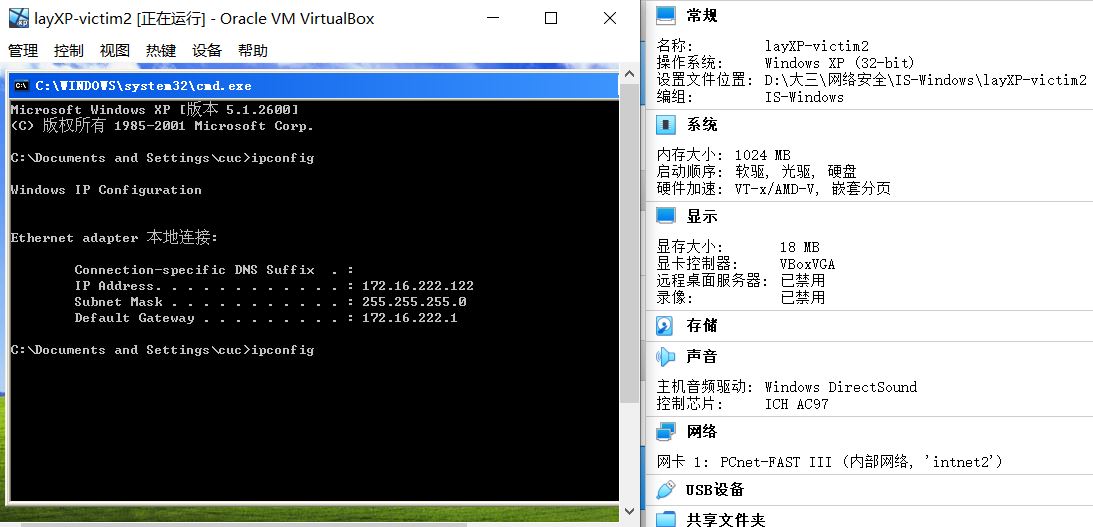 layXP-victim2 [正在运行] - Oracle VM VirtualBox
管理 控制 视图 热键 设备 帮助
C:\WINDOWS\system32\cmd.exe
Microsoft Windows XP [版本 5.1.2600]
(C) 版权所有 1985-2001 Microsoft Corp.
C:\Documents and Settings\cuc>ipconfig
Windows IP Configuration
Ethernet adapter 本地连接:
Connection-specific DNS Suffix . :
IP Address. . . . . . . . . . . . : 172.16.222.122
Subnet Mask . . . . . . . . . . . : 255.255.255.0
Default Gateway . . . . . . . . . : 172.16.222.1
C:\Documents and Settings\cuc>ipconfig
常规
名称: layXP-victim2
操作系统: Windows XP (32-bit)
设置文件位置: D:\大三\网络安全\IS-Windows\layXP-victim2
编组: IS-Windows
系统
内存大小: 1024 MB
启动顺序: 软驱, 光驱, 硬盘
硬件加速: VT-x/AMD-V, 嵌套分页
显示
显存大小: 18 MB
显卡控制器: VBoxVGA
远程桌面服务器: 已禁用
录像: 已禁用
存储
声音
主机音频驱动: Windows DirectSound
控制芯片: ICH AC97
网络
网卡 1: PCnet-FAST III (内部网络, 'intnet2')
USB设备
共享文件夹